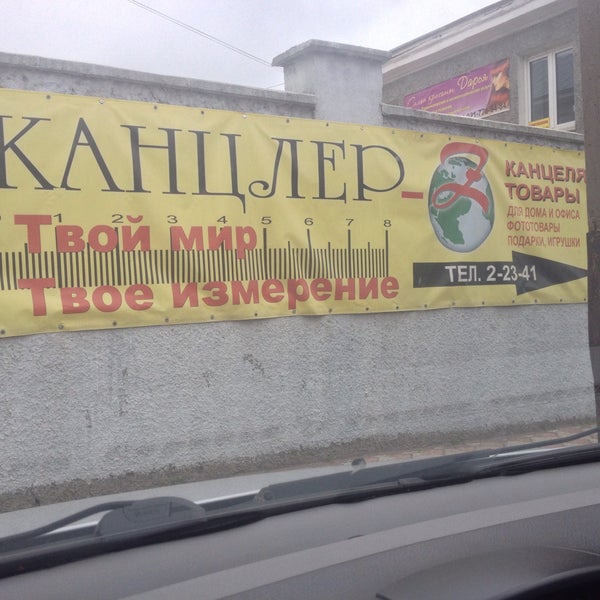 КАНЦЛЕР-2
1 2 3 4 5 6 7 8
Твой мир
Твое измерение
КАНЦЕЛЯ
ТОВАРЫ
ДЛЯ ДОМА И ОФИСА
ФОТОТОВАРЫ
ПОДАРКИ, ИГРУШКИ
ТЕЛ. 2-23-41
Дарья